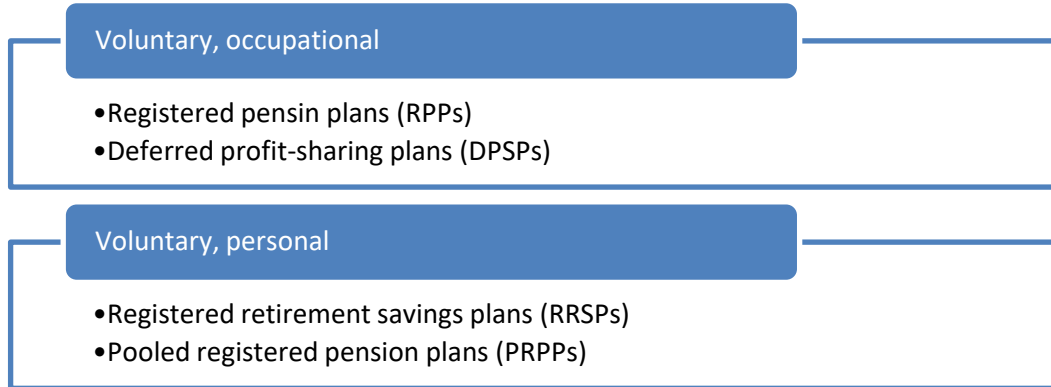 Voluntary, occupational
•Registered pensin plans (RPPs)
•Deferred profit-sharing plans (DPSPs)
Voluntary, personal
•Registered retirement savings plans (RRSPs)
•Pooled registered pension plans (PRPPs)